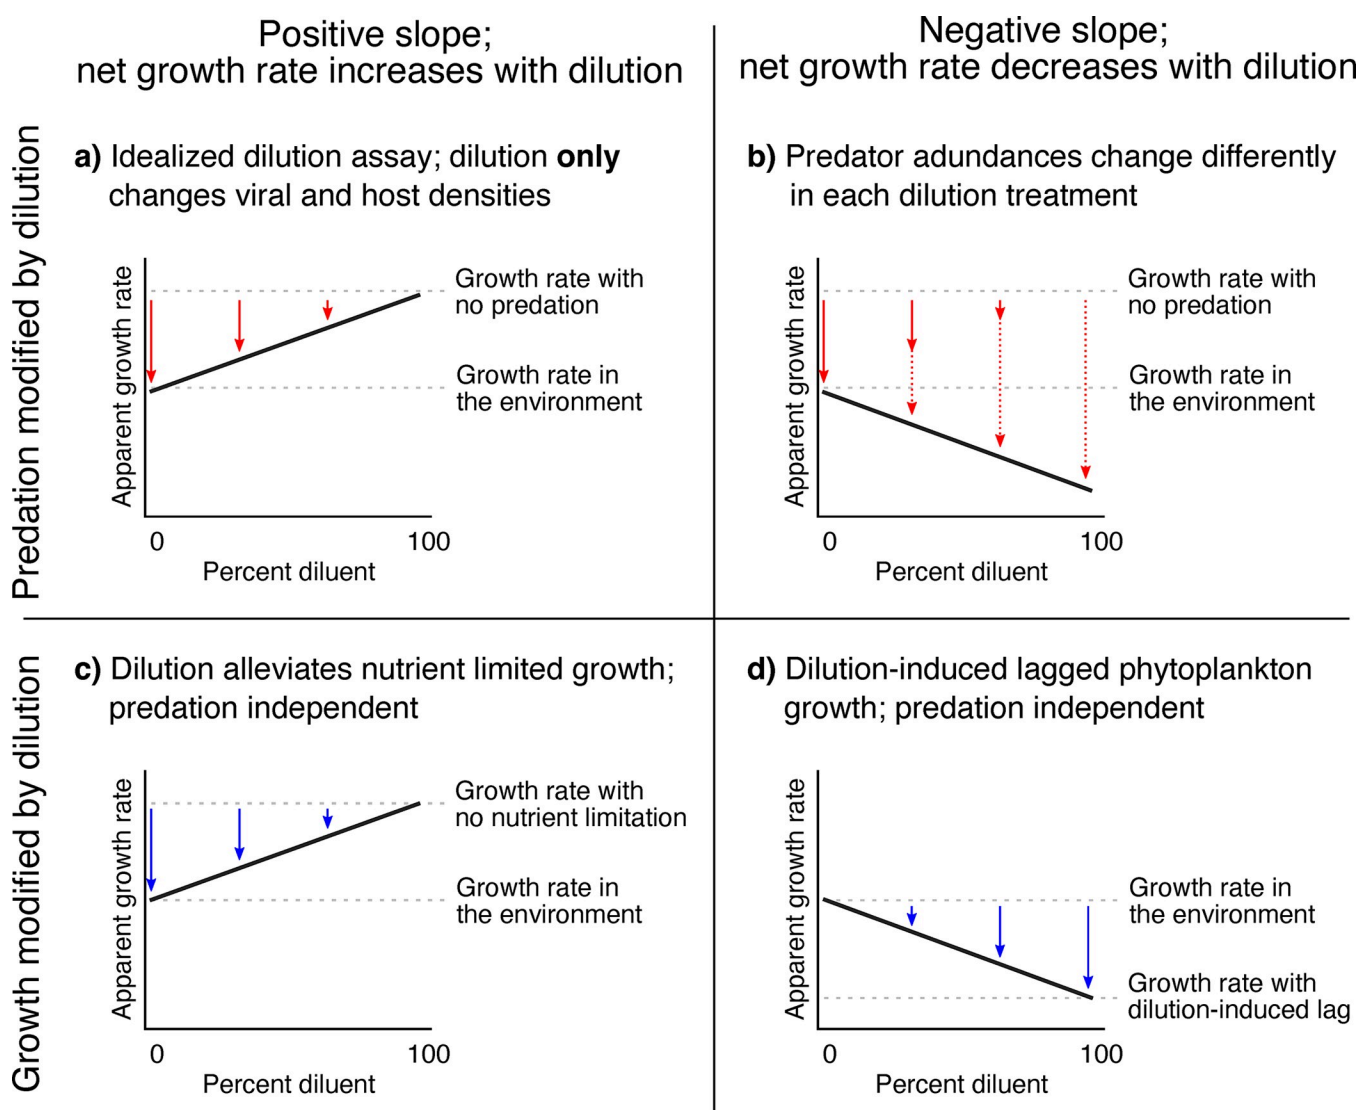 Positive slope;
net growth rate increases with dilution
Negative slope;
net growth rate decreases with dilution
Predation modified by dilution
a) Idealized dilution assay; dilution only
changes viral and host densities
Apparent growth rate
Growth rate with
no predation
Growth rate in
the environment
0
100
Percent diluent
b) Predator adundances change differently
in each dilution treatment
Apparent growth rate
Growth rate with
no predation
Growth rate in
the environment
0
100
Percent diluent
Growth modified by dilution
c) Dilution alleviates nutrient limited growth;
predation independent
Apparent growth rate
Growth rate with
no nutrient limitation
Growth rate in
the environment
0
100
Percent diluent
d) Dilution-induced lagged phytoplankton
growth; predation independent
Apparent growth rate
Growth rate in
the environment
Growth rate with
dilution-induced lag
0
100
Percent diluent